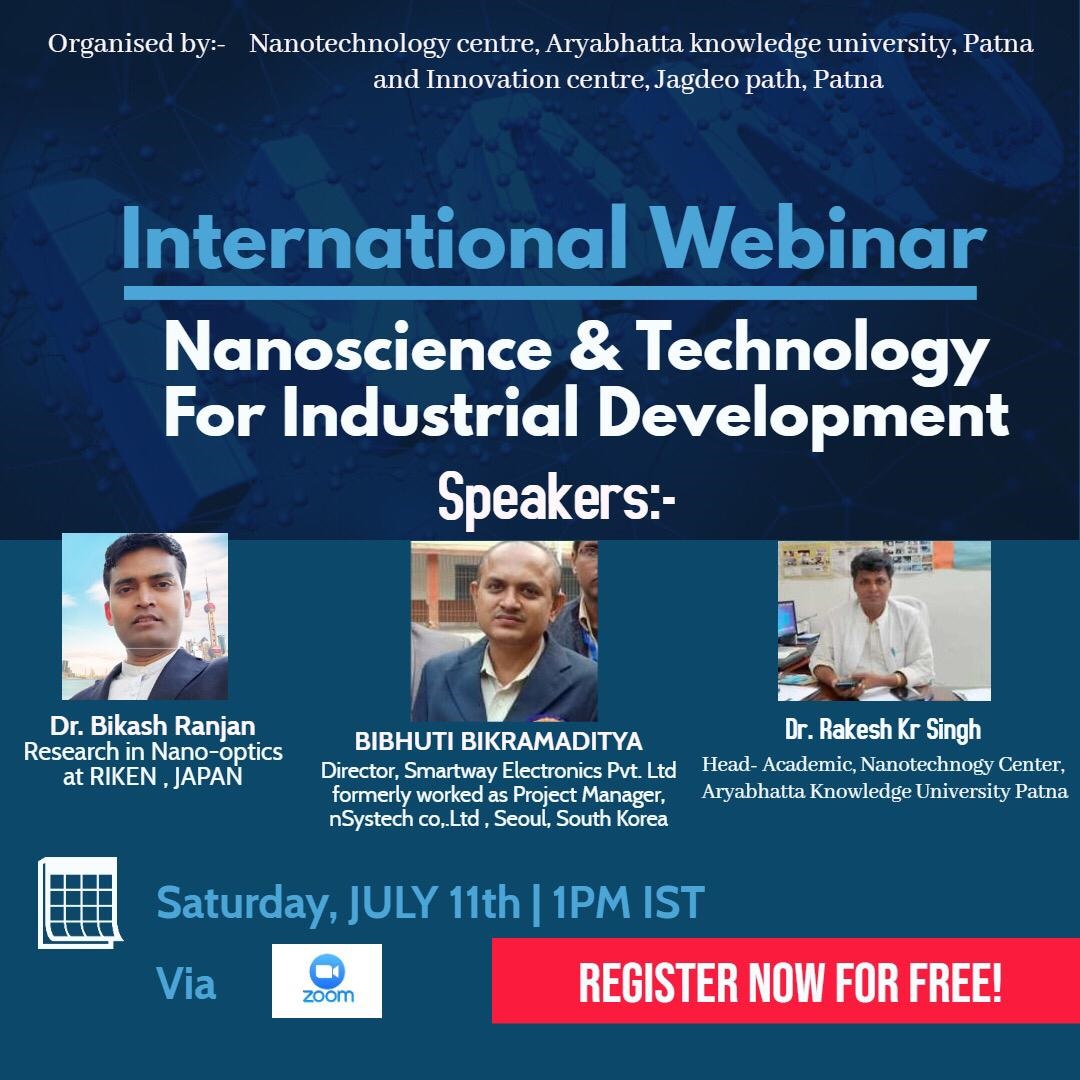 Organised by:- Nanotechnology centre, Aryabhatta knowledge university, Patna
and Innovation centre, Jagdeo path, Patna
NANO
International Webinar
Nanoscience & Technology
For Industrial Development
Speakers:-
Dr. Bikash Ranjan
Research in Nano-optics
at RIKEN , JAPAN
BIBHUTI BIKRAMADITYA
Director, Smartway Electronics Pvt. Ltd
formerly worked as Project Manager,
nSystech co,.Ltd , Seoul, South Korea
Dr. Rakesh Kr Singh
Head- Academic, Nanotechnogy Center,
Aryabhatta Knowledge University Patna
Saturday, JULY 11th | 1PM IST
Via
zoom
REGISTER NOW FOR FREE!